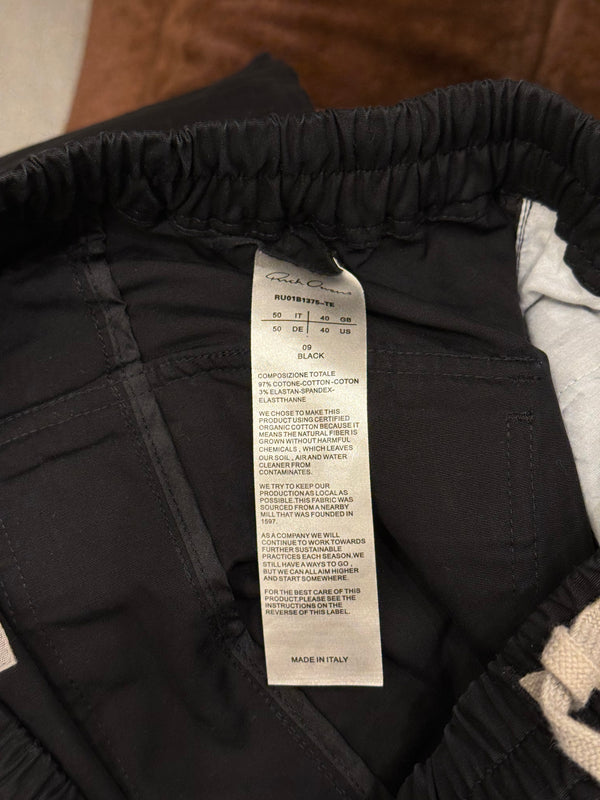 Rick Owens
RU01B1375-TE
50 IT 40 GB
50 DE 40 US
09
BLACK
COMPOSIZIONE TOTALE
97% COTONE-COTTON-COTON
3% ELASTAN-SPANDEX-
ELASTTHANNE
WE CHOSE TO MAKE THIS
PRODUCT USING CERTIFIED
ORGANIC COTTON BECAUSE IT
MEANS THE NATURAL FIBER IS
GROWN WITHOUT HARMFUL
CHEMICALS , WHICH LEAVES
OUR SOIL , AIR AND WATER
CLEANER FROM
CONTAMINATES.
WE TRY TO KEEP OUR
PRODUCTION AS LOCAL AS
POSSIBLE.THIS FABRIC WAS
SOURCED FROM A NEARBY
MILL THAT WAS FOUNDED IN
1597.
AS A COMPANY WE WILL
CONTINUE TO WORK TOWARDS
FURTHER SUSTAINABLE
PRACTICES EACH SEASON.WE
STILL HAVE A WAYS TO GO ,
BUT WE CAN ALLAIM HIGHER
AND START SOMEWHERE.
FOR THE BEST CARE OF THIS
PRODUCT.PLEASE SEE THE
INSTRUCTIONS ON THE
REVERSE OF THIS LABEL.
MADE IN ITALY